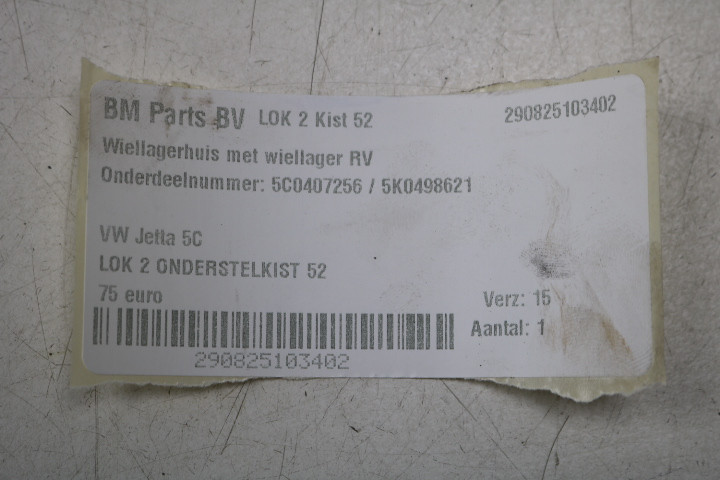 BM Parts BV LOK 2 Kist 52 290825103402
Wiellagerhuis met wiellager RV
Onderdeelnummer: 5C0407256 / 5K0498621
VW Jetta 5C
LOK 2 ONDERSTELKIST 52
75 euro Verz: 15
Aantal: 1
290825103402